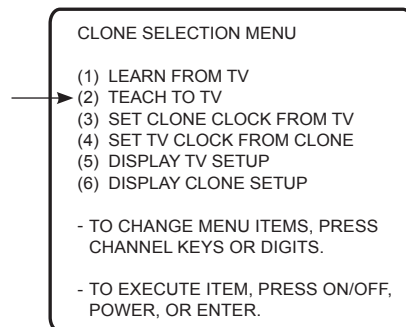 CLONE SELECTION MENU
(1) LEARN FROM TV
(2) TEACH TO TV
(3) SET CLONE CLOCK FROM TV
(4) SET TV CLOCK FROM CLONE
(5) DISPLAY TV SETUP
(6) DISPLAY CLONE SETUP
- TO CHANGE MENU ITEMS, PRESS
CHANNEL KEYS OR DIGITS.
- TO EXECUTE ITEM, PRESS ON/OFF,
POWER, OR ENTER.